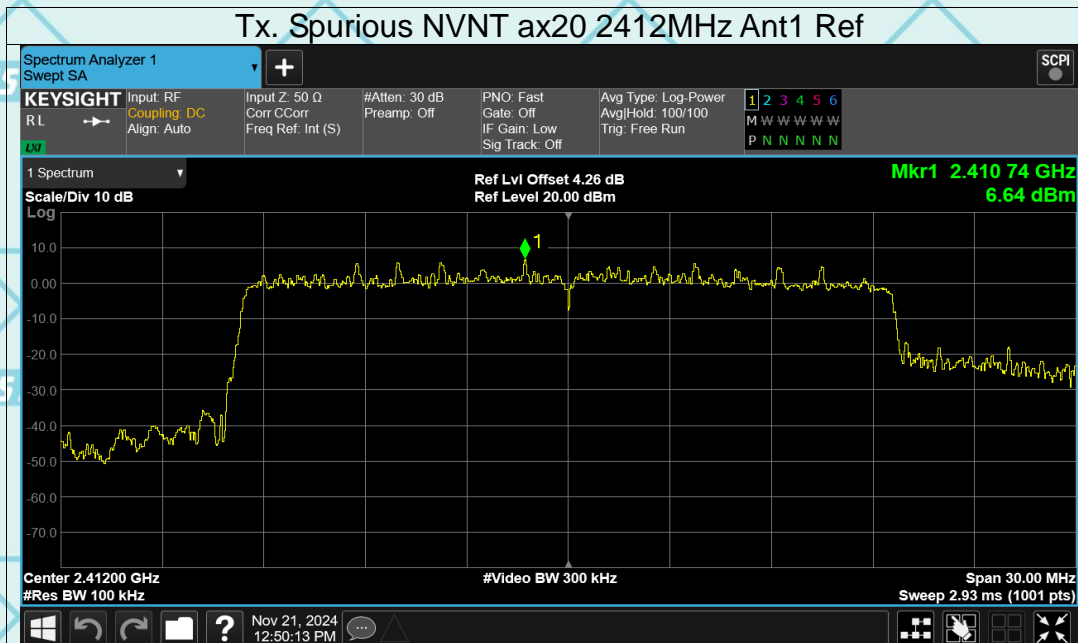 Tx. Spurious NVNT ax20 2412MHz Ant1 Ref
Spectrum Analyzer 1
Swept SA
SCPI
KEYSIGHT
R L
LXI
Input: RF
Coupling: DC
Align: Auto
Input Z: 50 Ω
Corr CCorr
Freq Ref: Int (S)
#Atten: 30 dB
Preamp: Off
PNO: Fast
Gate: Off
IF Gain: Low
Sig Track: Off
Avg Type: Log-Power
Avg|Hold: 100/100
Trig: Free Run
1 2 3 4 5 6
M W W W W W
P N N N N N
1 Spectrum
Scale/Div 10 dB
Ref Lvl Offset 4.26 dB
Ref Level 20.00 dBm
Mkr1 2.410 74 GHz
6.64 dBm
Log
1
10.0
0.00
-10.0
-20.0
-30.0
-40.0
-50.0
-60.0
-70.0
Center 2.41200 GHz
#Video BW 300 kHz
Span 30.00 MHz
#Res BW 100 kHz
Sweep 2.93 ms (1001 pts)
?
Nov 21, 2024
12:50:13 PM